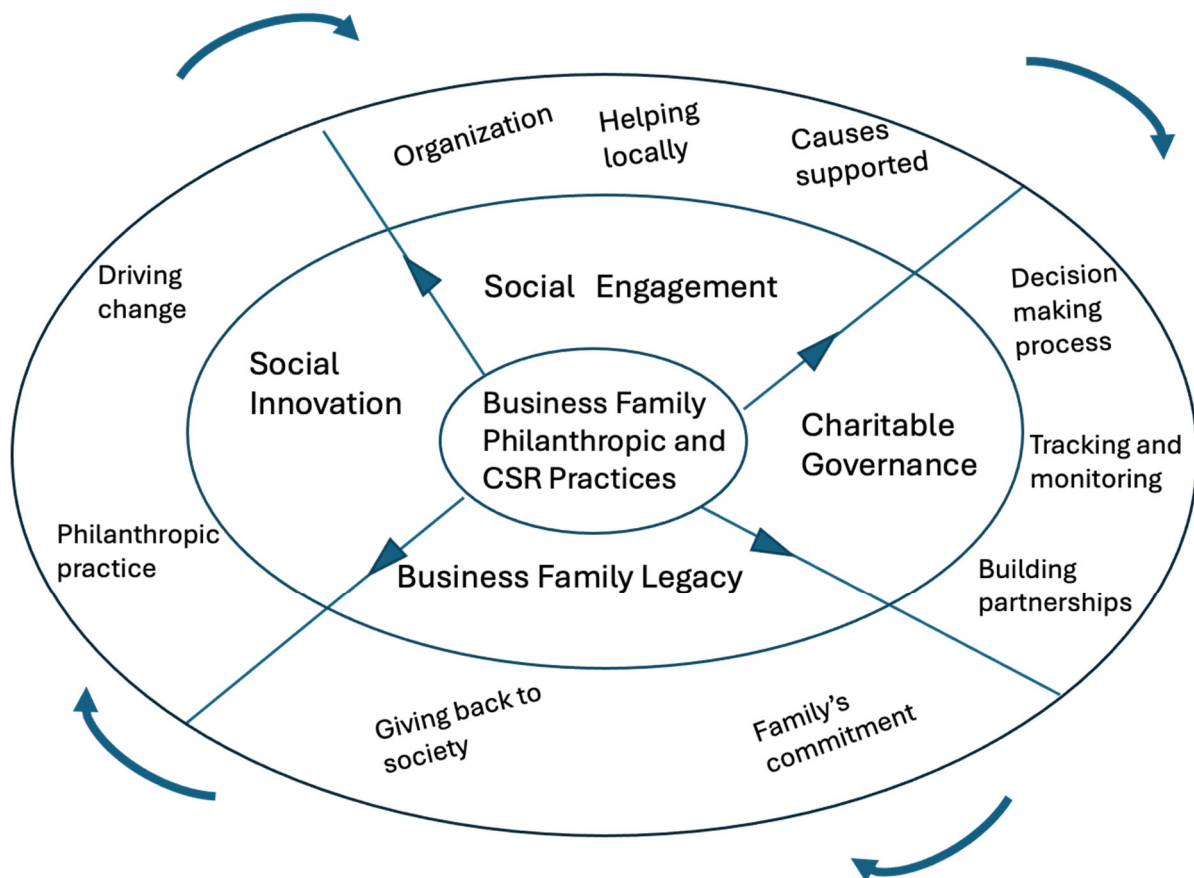 Organization
Helping
locally
Causes
supported
Driving
change
Social Engagement
Decision
making
process
Social
Innovation
Business Family
Philanthropic and
CSR Practices
Charitable
Governance
Tracking and
monitoring
Philanthropic
practice
Business Family Legacy
Building
partnerships
Giving back to
society
Family’s
commitment